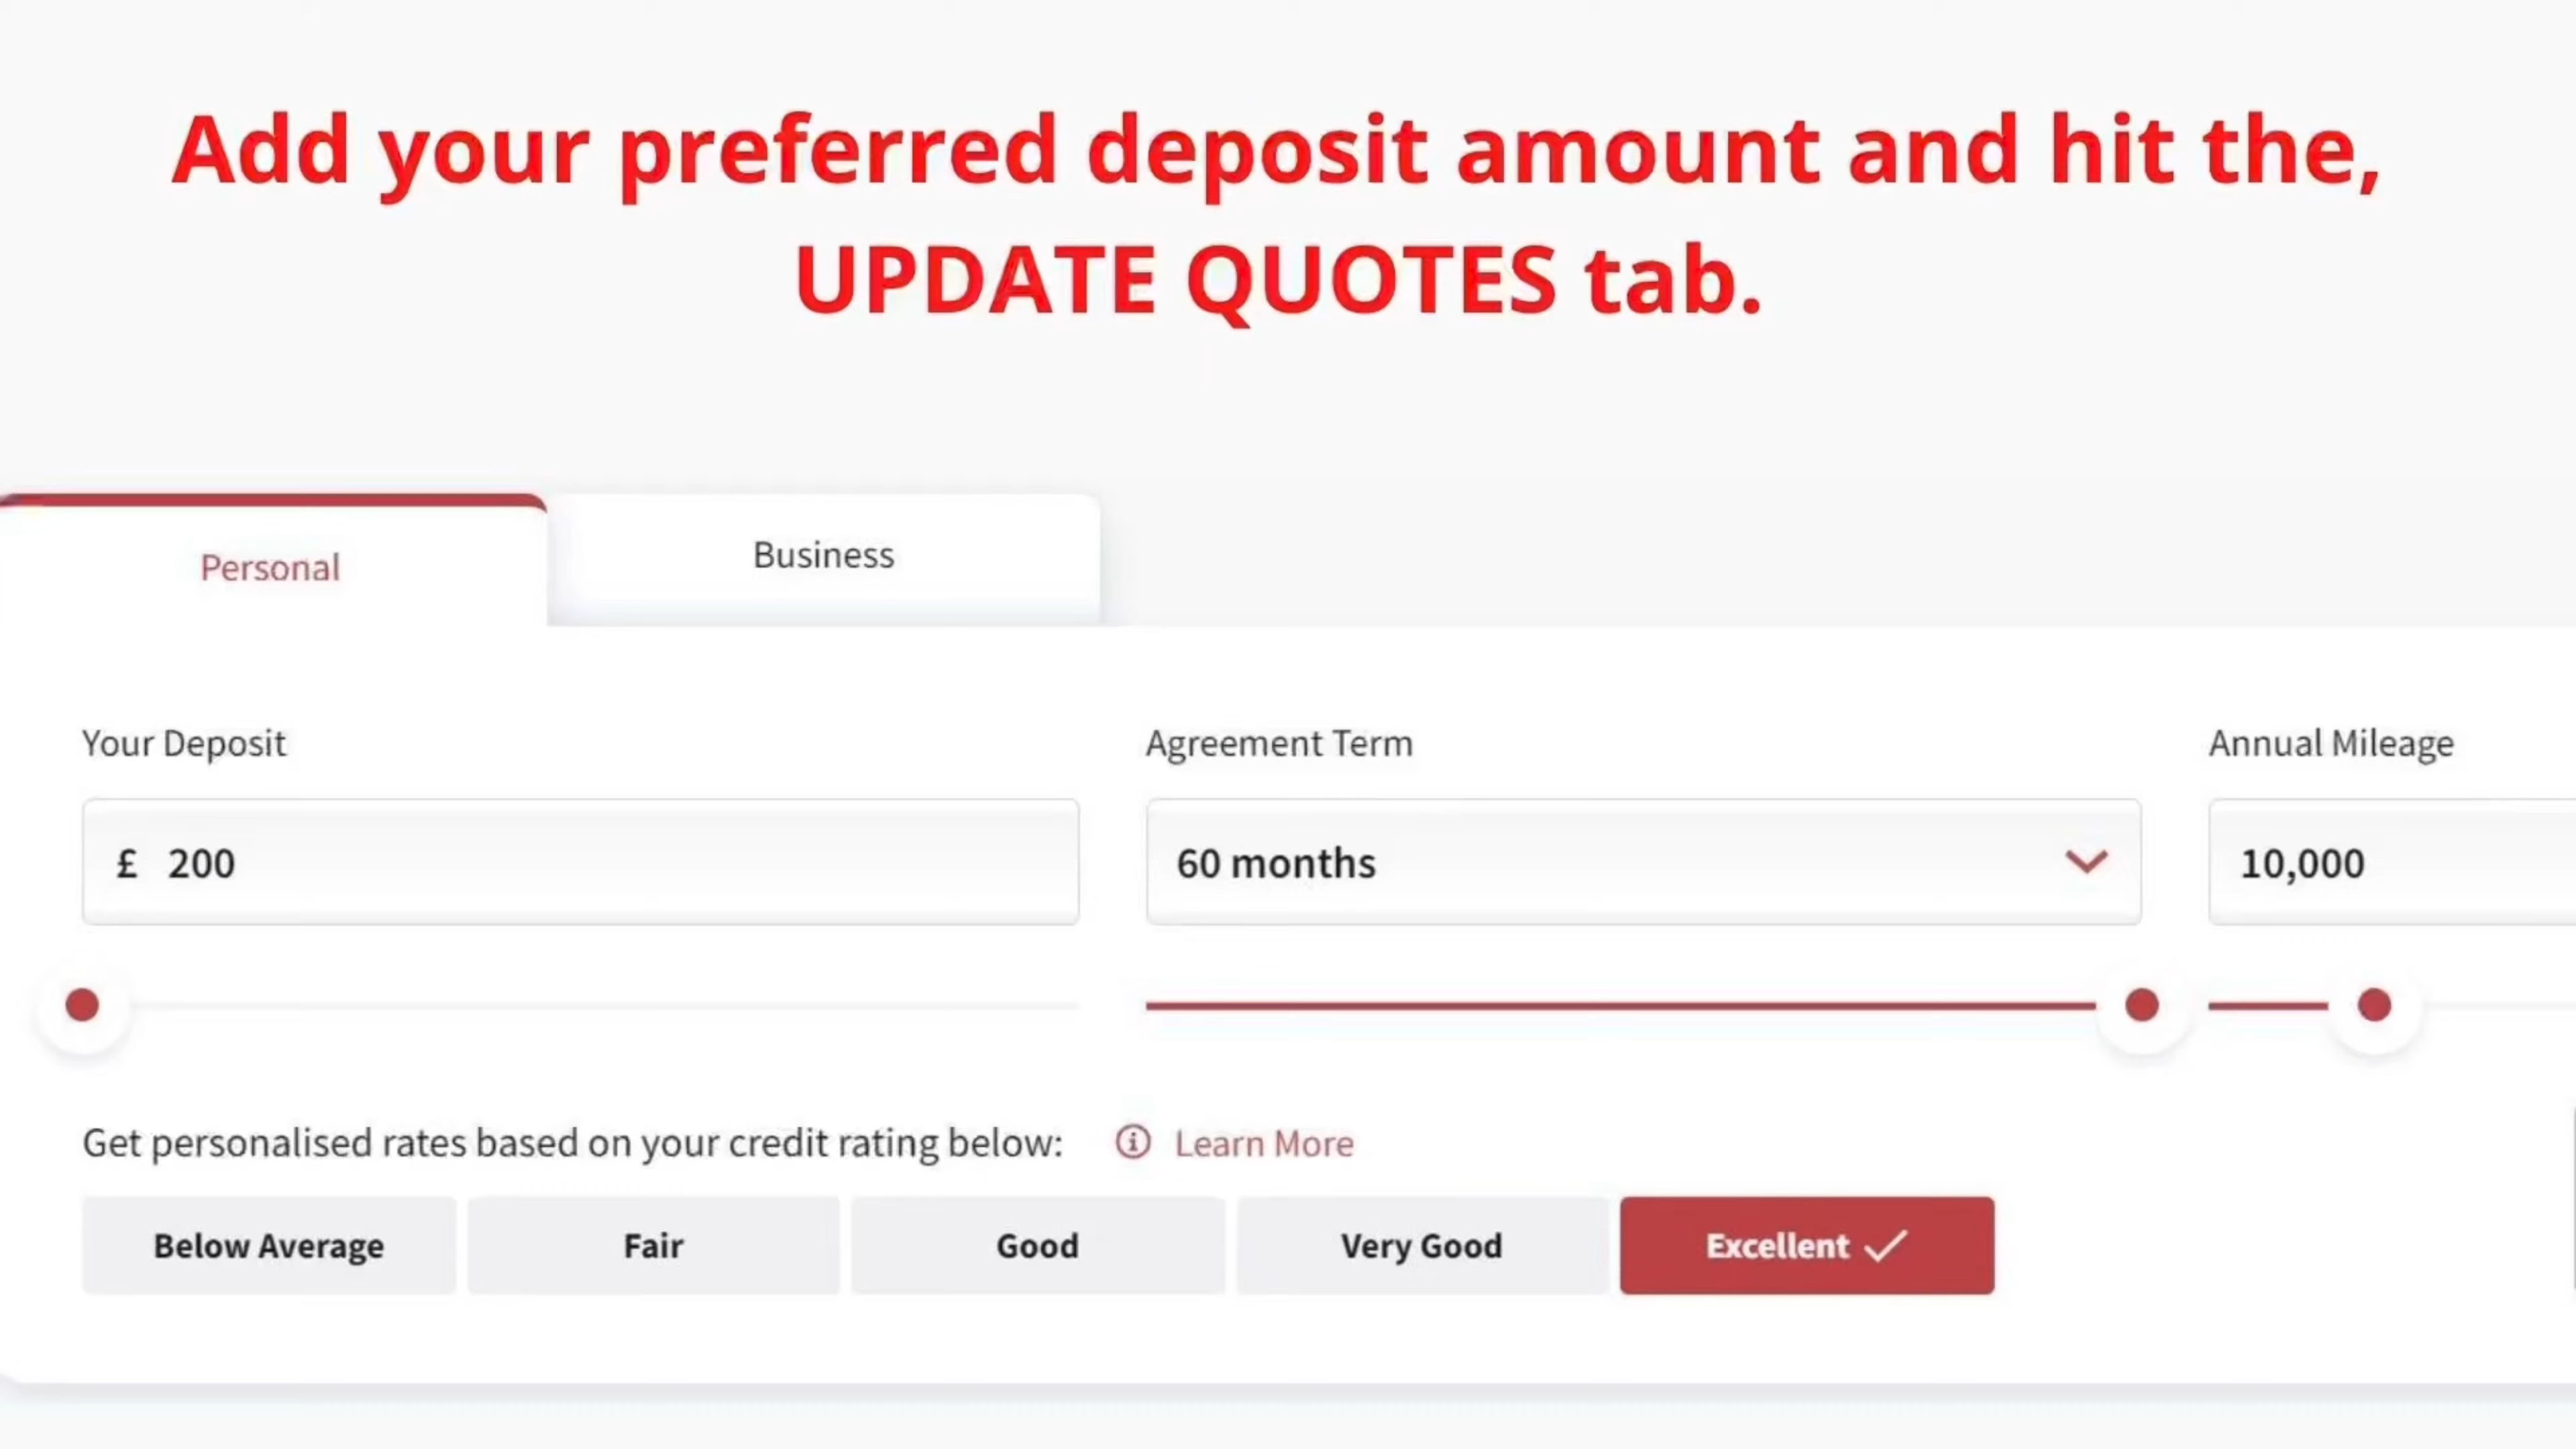 Add your preferred deposit amount and hit the,
UPDATE QUOTES tab.
Personal
Business
Your Deposit
Agreement Term
Annual Mileage
£ 200
60 months
10,000
Get personalised rates based on your credit rating below:
Learn More
Below Average
Fair
Good
Very Good
Excellent